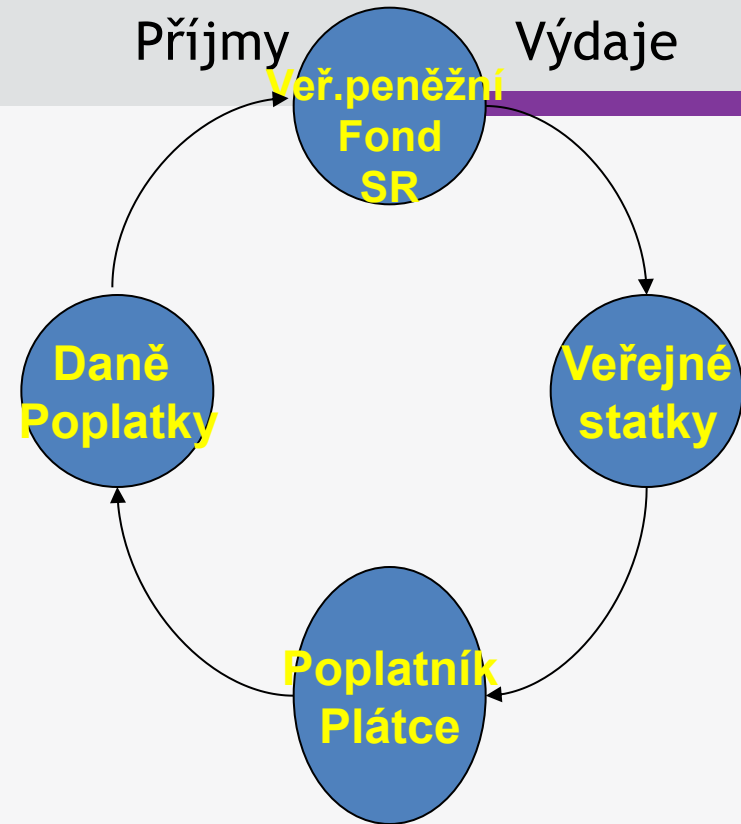 Příjmy
Výdaje
Veř.peněžní
Fond
SR
Daně
Poplatky
Veřejné
statky
Poplatník
Plátce